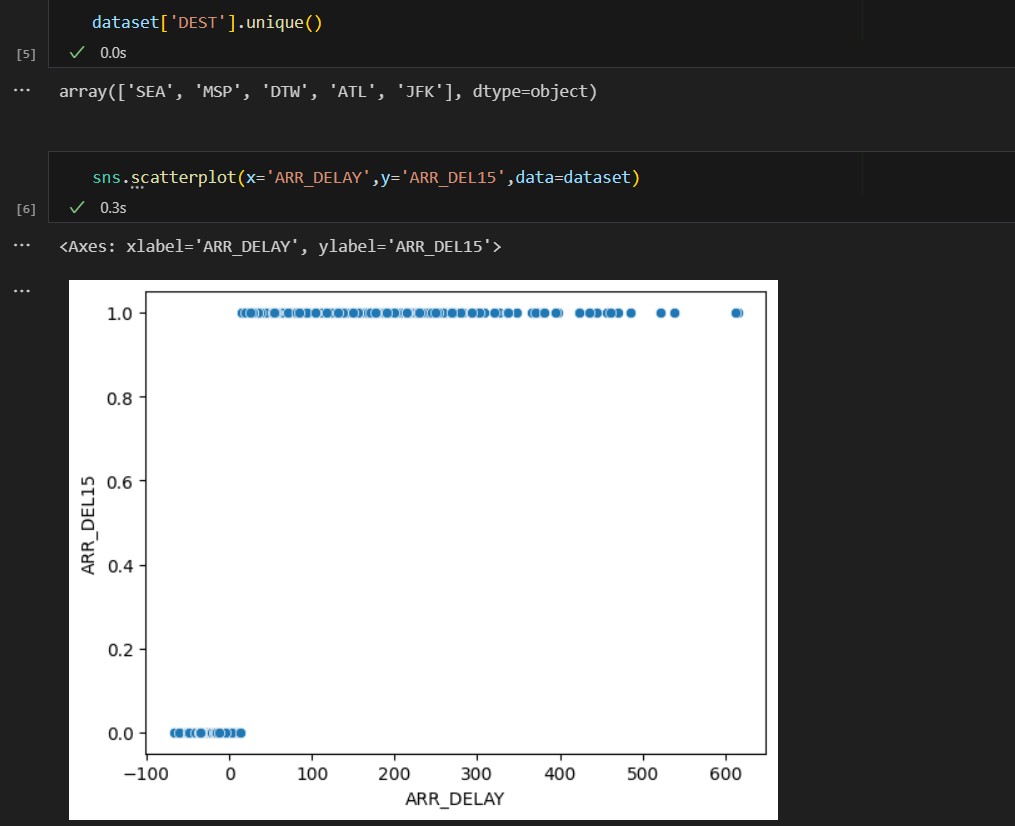 dataset['DEST'].unique()
[5]
✓ 0.0s
... array(['SEA', 'MSP', 'DTW', 'ATL', 'JFK'], dtype=object)
sns.scatterplot(x='ARR_DELAY',y='ARR_DEL15',data=dataset)
[6]
✓ 0.3s
... <Axes: xlabel='ARR_DELAY', ylabel='ARR_DEL15'>
...
1.0
0.8
0.6
0.4
0.2
0.0
ARR_DEL15
−100 0 100 200 300 400 500 600
ARR_DELAY